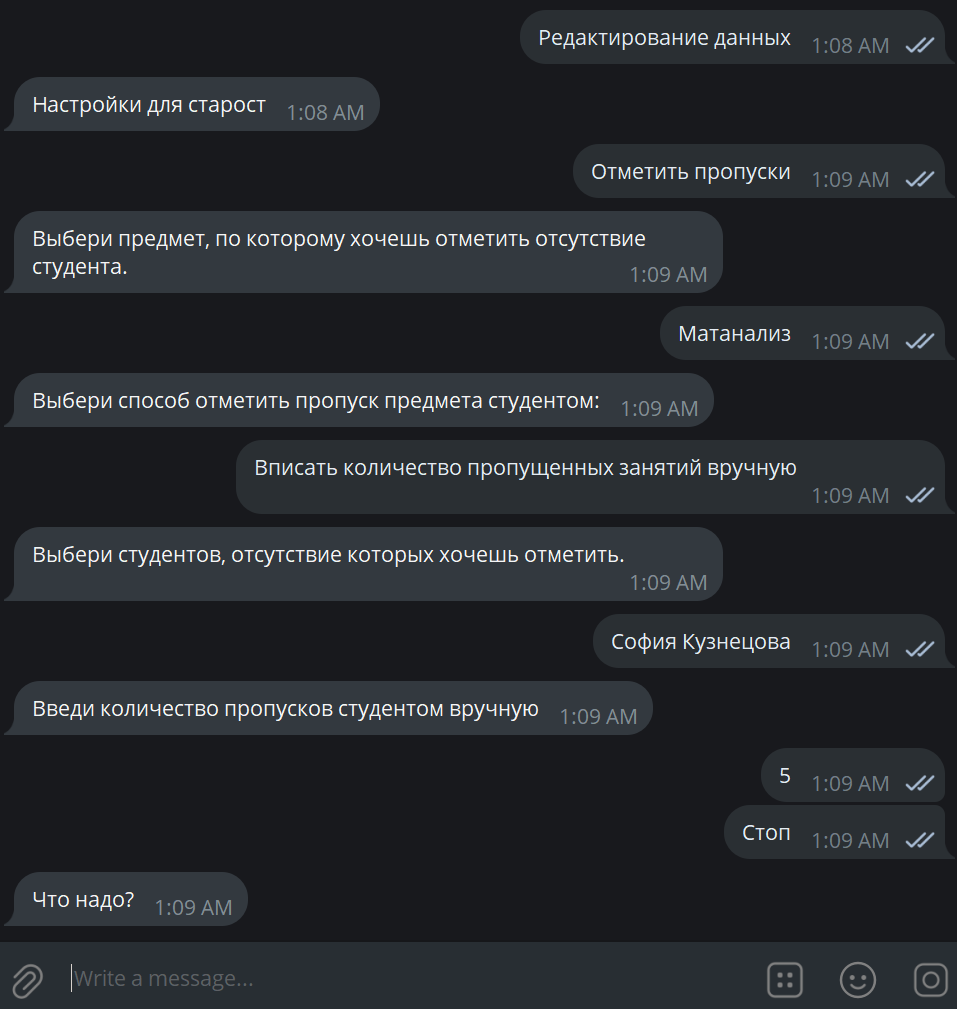 Редактирование данных 1:08 AM
Настройки для старост 1:08 AM
Отметить пропуски 1:09 AM
Выбери предмет, по которому хочешь отметить отсутствие
студента. 1:09 AM
Матанализ 1:09 AM
Выбери способ отметить пропуск предмета студентом: 1:09 AM
Вписать количество пропущенных занятий вручную
1:09 AM
Выбери студентов, отсутствие которых хочешь отметить.
1:09 AM
София Кузнецова 1:09 AM
Введи количество пропусков студентом вручную 1:09 AM
5 1:09 AM
Стоп 1:09 AM
Что надо? 1:09 AM
Write a message...